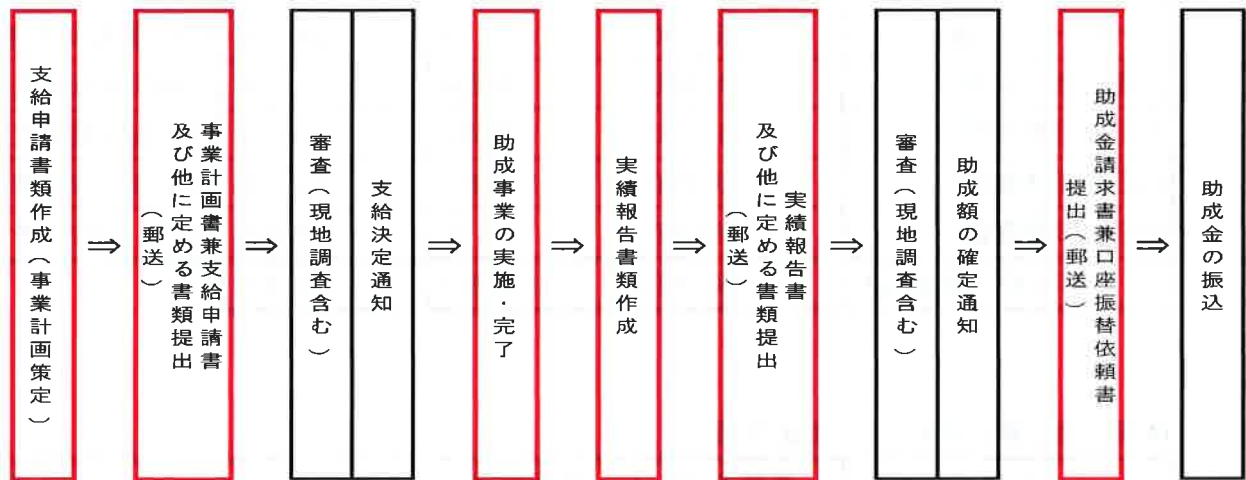 支給申請書類作成（事業計画策定）
⇒
事業計画書兼支給申請書
及び他に定める書類提出
（郵送）
⇒
審査（現地調査含む）
支給決定通知
⇒
助成事業の実施・完了
⇒
実績報告書類作成
⇒
実績報告書
及び他に定める書類提出
（郵送）
⇒
審査（現地調査含む）
助成額の確定通知
⇒
助成金請求書兼口座振替依頼書
提出（郵送）
⇒
助成金の振込